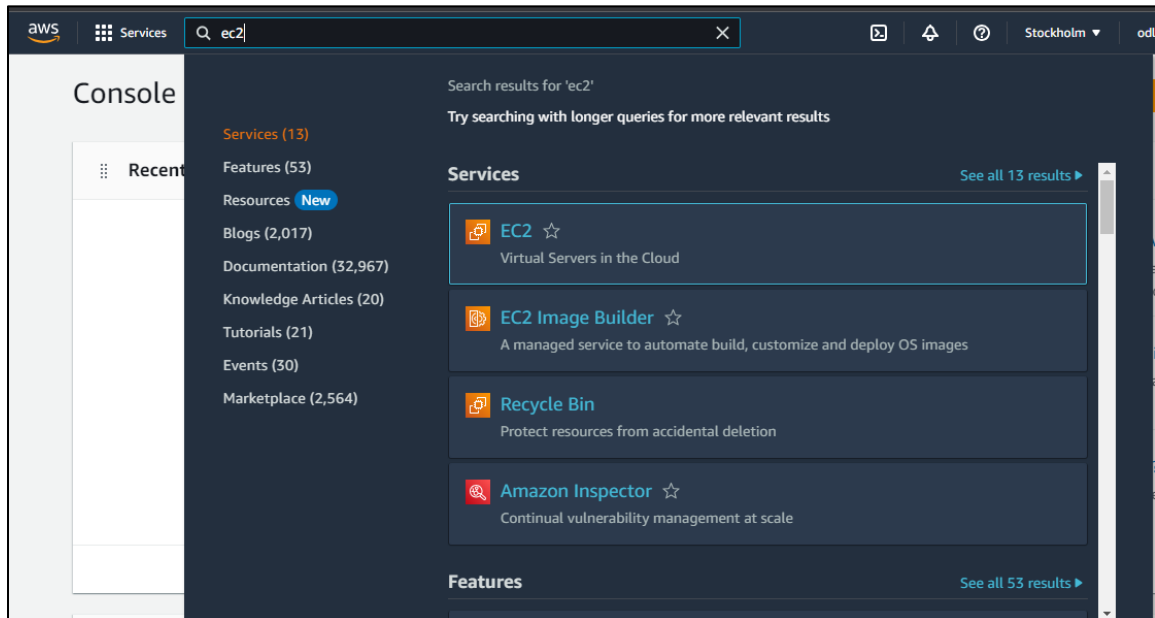 aws
Services
ec2
Stockholm
odl
Console
Recent
Services (13)
Features (53)
Resources New
Blogs (2,017)
Documentation (32,967)
Knowledge Articles (20)
Tutorials (21)
Events (30)
Marketplace (2,564)
Search results for 'ec2'
Try searching with longer queries for more relevant results
Services
See all 13 results
EC2
Virtual Servers in the Cloud
EC2 Image Builder
A managed service to automate build, customize and deploy OS images
Recycle Bin
Protect resources from accidental deletion
Amazon Inspector
Continual vulnerability management at scale
Features
See all 53 results